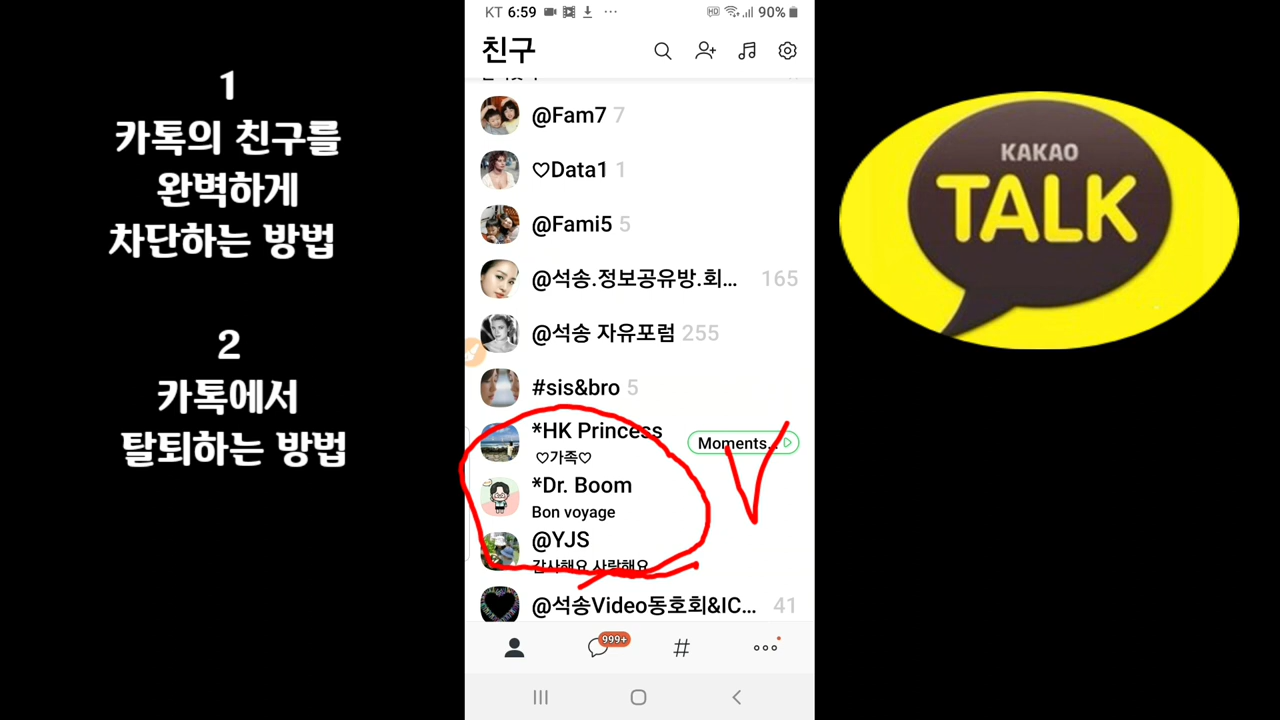 1
카톡의 친구를
완벽하게
차단하는 방법
2
카톡에서
탈퇴하는 방법
KT 6:59 ... HD 90%
친구
@Fam7 7
♡Data1 1
@Fami5 5
@석송.정보공유방.회... 165
@석송 자유포럼 255
#sis&bro 5
*HK Princess
♡가족♡
Moments..
*Dr. Boom
Bon voyage
@YJS
감사해요 사랑해요
@석송Video동호회&IC... 41
999+
KAKAO
TALK